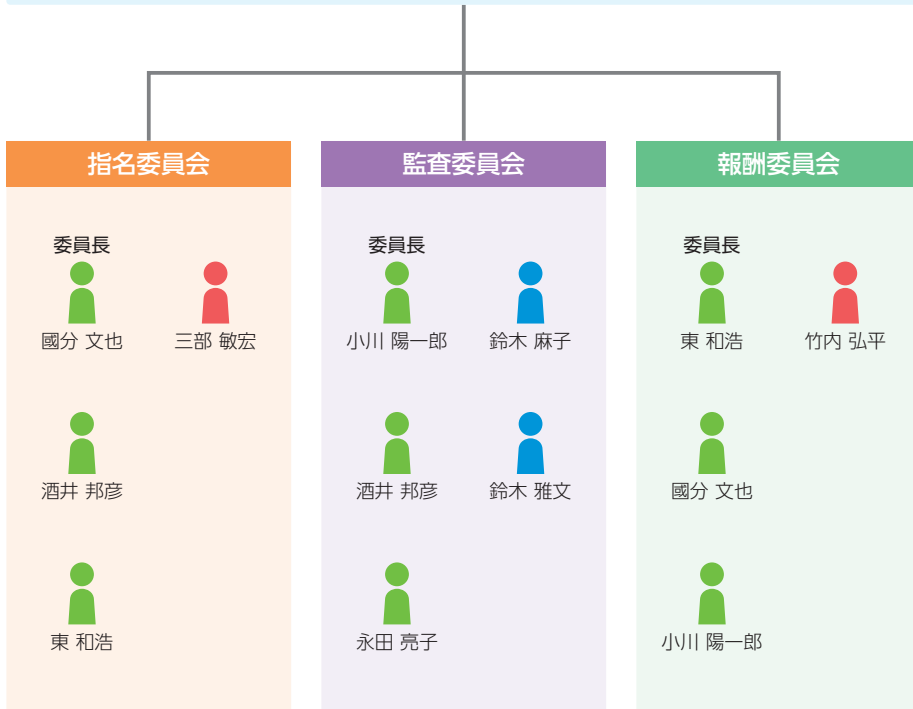 指名委員会
委員長
國分 文也
三部 敏宏
酒井 邦彦
東 和浩
監査委員会
委員長
小川 陽一郎
鈴木 麻子
酒井 邦彦
鈴木 雅文
永田 亮子
報酬委員会
委員長
東 和浩
竹内 弘平
國分 文也
小川 陽一郎